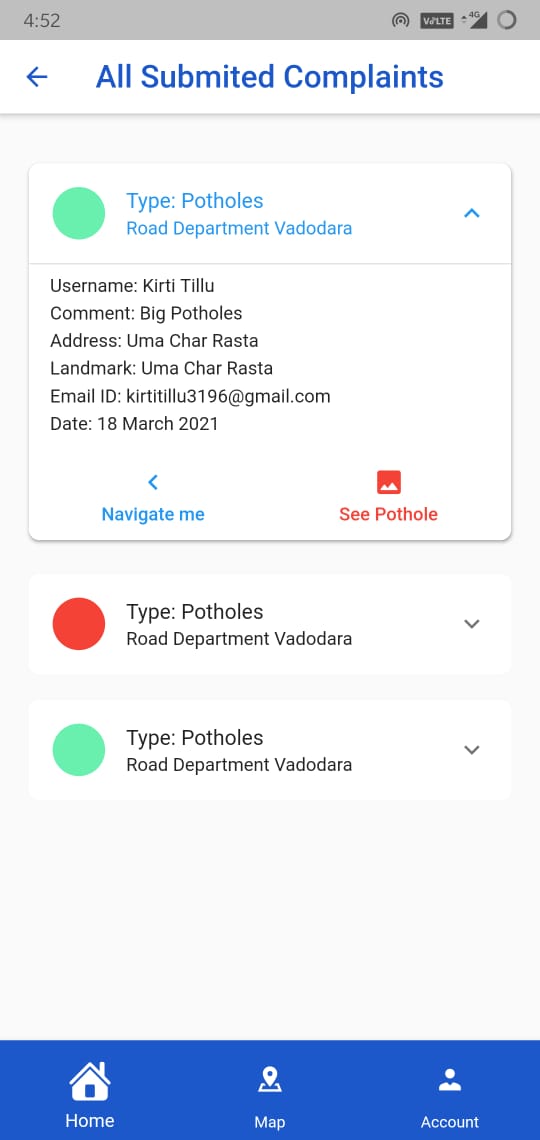 4:52
VoLTE
4G
All Submited Complaints
Type: Potholes
Road Department Vadodara
Username: Kirti Tillu
Comment: Big Potholes
Address: Uma Char Rasta
Landmark: Uma Char Rasta
Email ID: kirtitillu3196@gmail.com
Date: 18 March 2021
Navigate me
See Pothole
Type: Potholes
Road Department Vadodara
Type: Potholes
Road Department Vadodara
Home
Map
Account